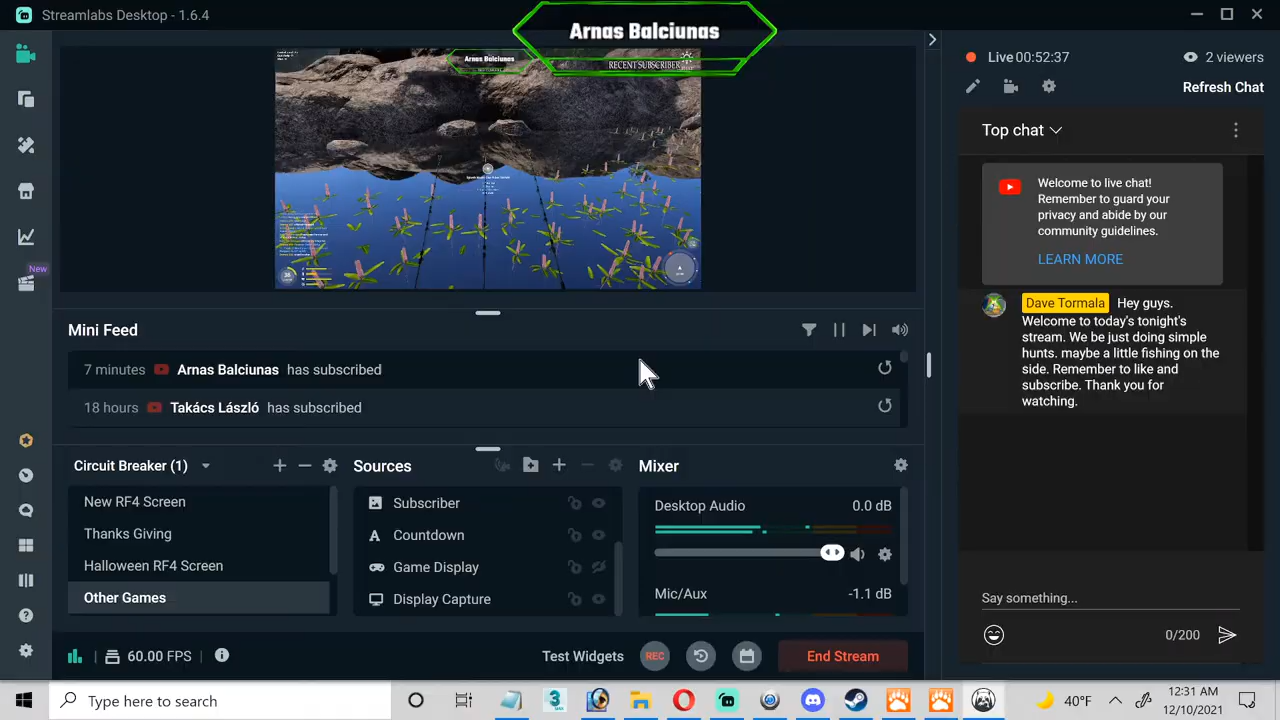 Streamlabs Desktop - 1.6.4
Arnas Balciunas
RECENT SUBSCRIBER
Arnas Balciunas
Live 00:52:37
2 viewers
Refresh Chat
Top chat
Welcome to live chat!
Remember to guard your
privacy and abide by our
community guidelines.
LEARN MORE
Dave Tormala Hey guys.
Welcome to today's tonight's
stream. We be just doing simple
hunts. maybe a little fishing on the
side. Remember to like and
subscribe. Thank you for
watching.
Say something...
0/200
New
Mini Feed
7 minutes Arnas Balciunas has subscribed
18 hours Takács László has subscribed
Circuit Breaker (1)
New RF4 Screen
Thanks Giving
Halloween RF4 Screen
Other Games
Sources
Subscriber
Countdown
Game Display
Display Capture
Mixer
Desktop Audio 0.0 dB
Mic/Aux -1.1 dB
60.00 FPS
Test Widgets
REC
End Stream
Type here to search
40°F
12:31 AM
12/10/2021